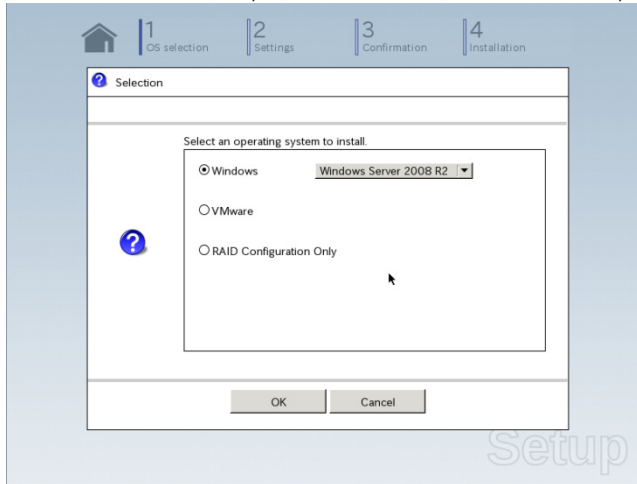 1
OS selection
2
Settings
3
Confirmation
4
Installation
Selection
Select an operating system to install.
Windows
Windows Server 2008 R2
VMware
RAID Configuration Only
OK
Cancel
Setup